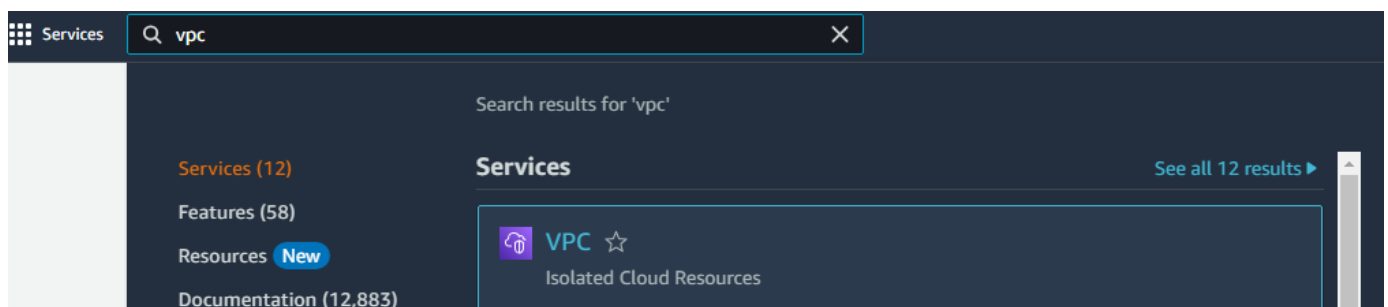 Services
vpc
Search results for 'vpc'
Services (12)
Features (58)
Resources New
Documentation (12,883)
Services
See all 12 results
VPC
Isolated Cloud Resources